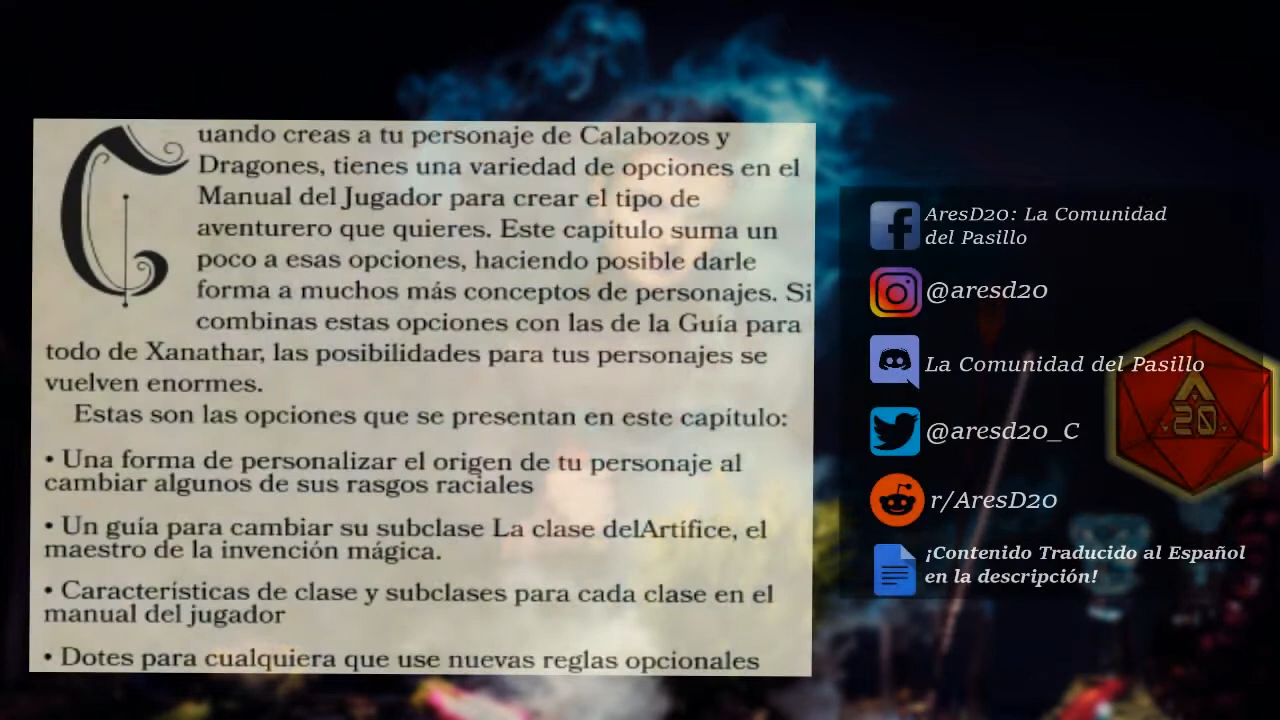 Cuando creas a tu personaje de Calabozos y
Dragones, tienes una variedad de opciones en el
Manual del Jugador para crear el tipo de
aventurero que quieres. Este capitulo suma un
poco a esas opciones, haciendo posible darle
forma a muchos más conceptos de personajes. Si
combinas estas opciones con las de la Guía para
todo de Xanathar, las posibilidades para tus personajes se
vuelven enormes.
Estas son las opciones que se presentan en este capítulo:
• Una forma de personalizar el origen de tu personaje al
cambiar algunos de sus rasgos raciales
• Un guía para cambiar su subclase La clase delArtífice, el
maestro de la invención mágica.
• Características de clase y subclases para cada clase en el
manual del jugador
• Dotes para cualquiera que use nuevas reglas opcionales
AresD20: La Comunidad
del Pasillo
@aresd20
La Comunidad del Pasillo
@aresd20_C
r/AresD20
¡Contenido Traducido al Español
en la descripción!
A
20